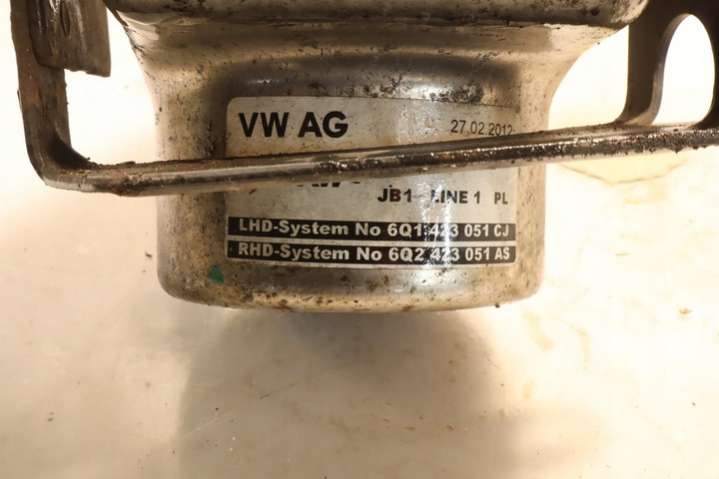 VW AG
27.02.2012
JB1 - LINE 1 PL
LHD-System No 6Q1 423 051 CJ
RHD-System No 6Q2 423 051 AS